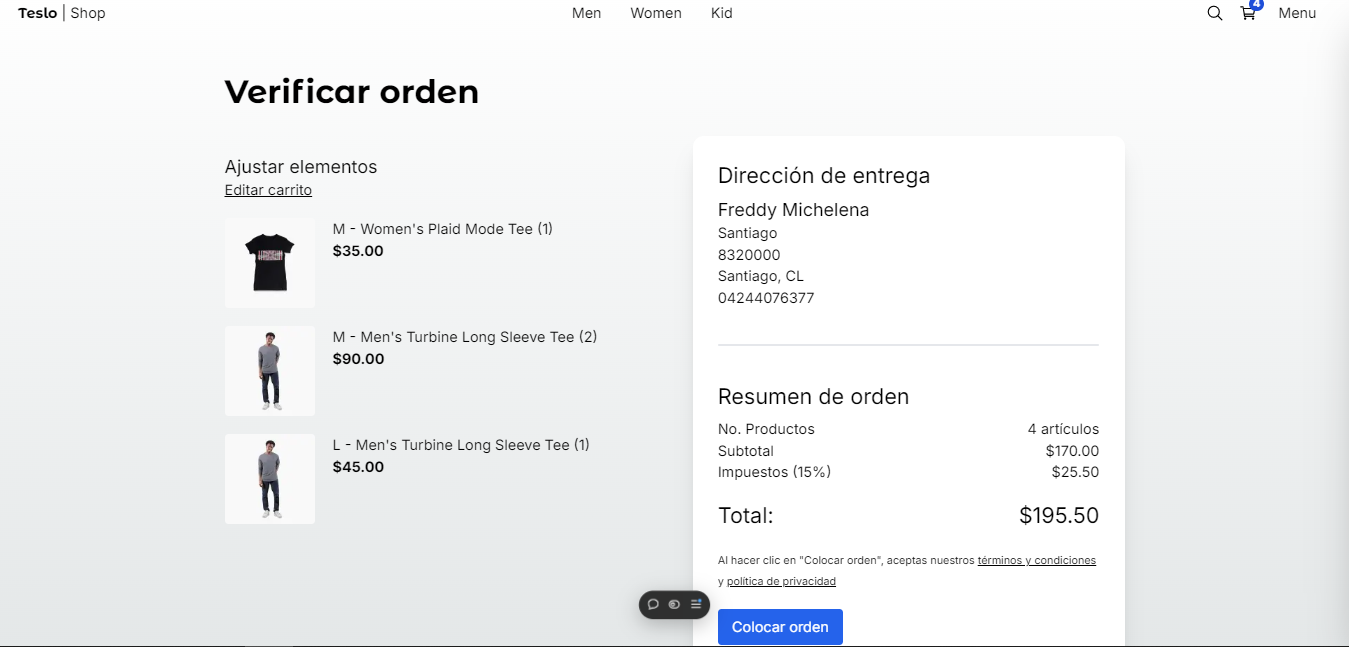 Teslo | Shop
Men
Women
Kid
4
Menu
Verificar orden
Ajustar elementos
Editar carrito
M - Women's Plaid Mode Tee (1)
$35.00
M - Men's Turbine Long Sleeve Tee (2)
$90.00
L - Men's Turbine Long Sleeve Tee (1)
$45.00
Dirección de entrega
Freddy Michelena
Santiago
8320000
Santiago, CL
04244076377
Resumen de orden
No. Productos 4 artículos
Subtotal $170.00
Impuestos (15%) $25.50
Total: $195.50
Al hacer clic en "Colocar orden", aceptas nuestros términos y condiciones
y política de privacidad
Colocar orden